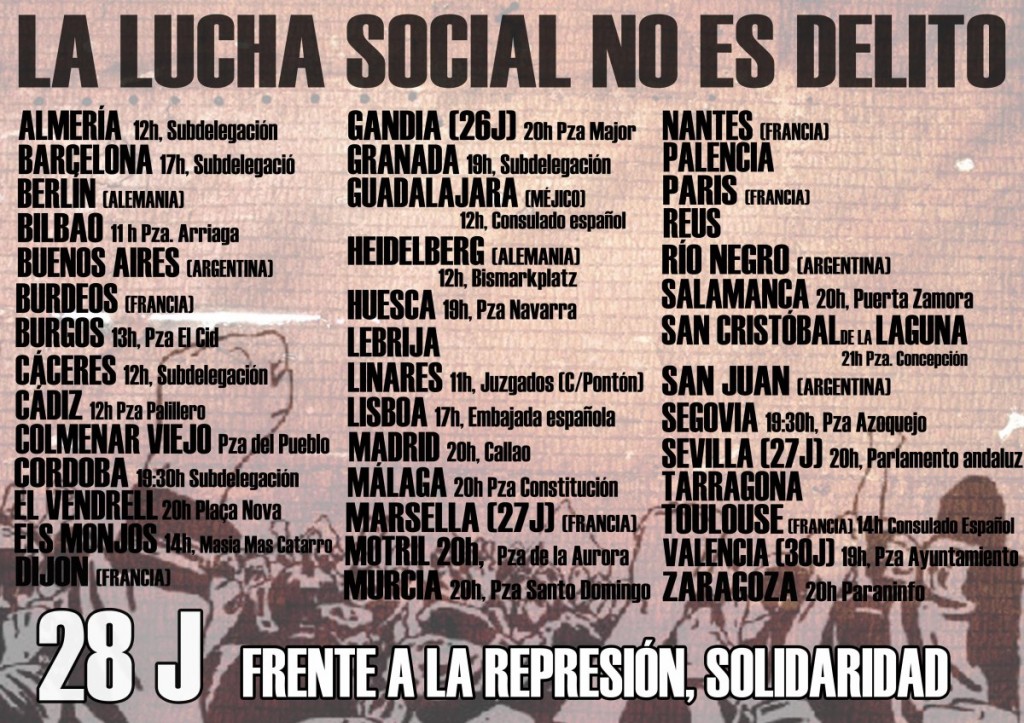 LA LUCHA SOCIAL NO ES DELITO
ALMERÍA 12h, Subdelegación
BARCELONA 17h, Subdelegació
BERLÍN (ALEMANIA)
BILBAO 11 h Pza. Arriaga
BUENOS AIRES (ARGENTINA)
BURDEOS (FRANCIA)
BURGOS 13h, Pza El Cid
CÁCERES 12h, Subdelegación
CÁDIZ 12h Pza Palillero
COLMENAR VIEJO Pza del Pueblo
CORDOBA 19:30h Subdelegación
EL VENDRELL 20h Plaça Nova
ELS MONJOS 14h, Masia Mas Catarro
DIJON (FRANCIA)
GANDIA (26J) 20h Pza Major
GRANADA 19h, Subdelegación
GUADALAJARA (MÉJICO)
12h, Consulado español
HEIDELBERG (ALEMANIA)
12h, Bismarkplatz
HUESCA 19h, Pza Navarra
LEBRIJA
LINARES 11h, Juzgados (C/Pontón)
LISBOA 17h, Embajada española
MADRID 20h, Callao
MÁLAGA 20h Pza Constitución
MARSELLA (27J) (FRANCIA)
MOTRIL 20h, Pza de la Aurora
MURCIA 20h, Pza Santo Domingo
NANTES (FRANCIA)
PALENCIA
PARIS (FRANCIA)
REUS
RÍO NEGRO (ARGENTINA)
SALAMANCA 20h, Puerta Zamora
SAN CRISTÓBAL DE LA LAGUNA
21h Pza. Concepción
SAN JUAN (ARGENTINA)
SEGOVIA 19:30h, Pza Azoquejo
SEVILLA (27J) 20h, Parlamento andaluz
TARRAGONA
TOULOUSE (FRANCIA) 14h Consulado Español
VALENCIA (30J) 19h, Pza Ayuntamiento
ZARAGOZA 20h Paraninfo
28 J FRENTE A LA REPRESIÓN, SOLIDARIDAD